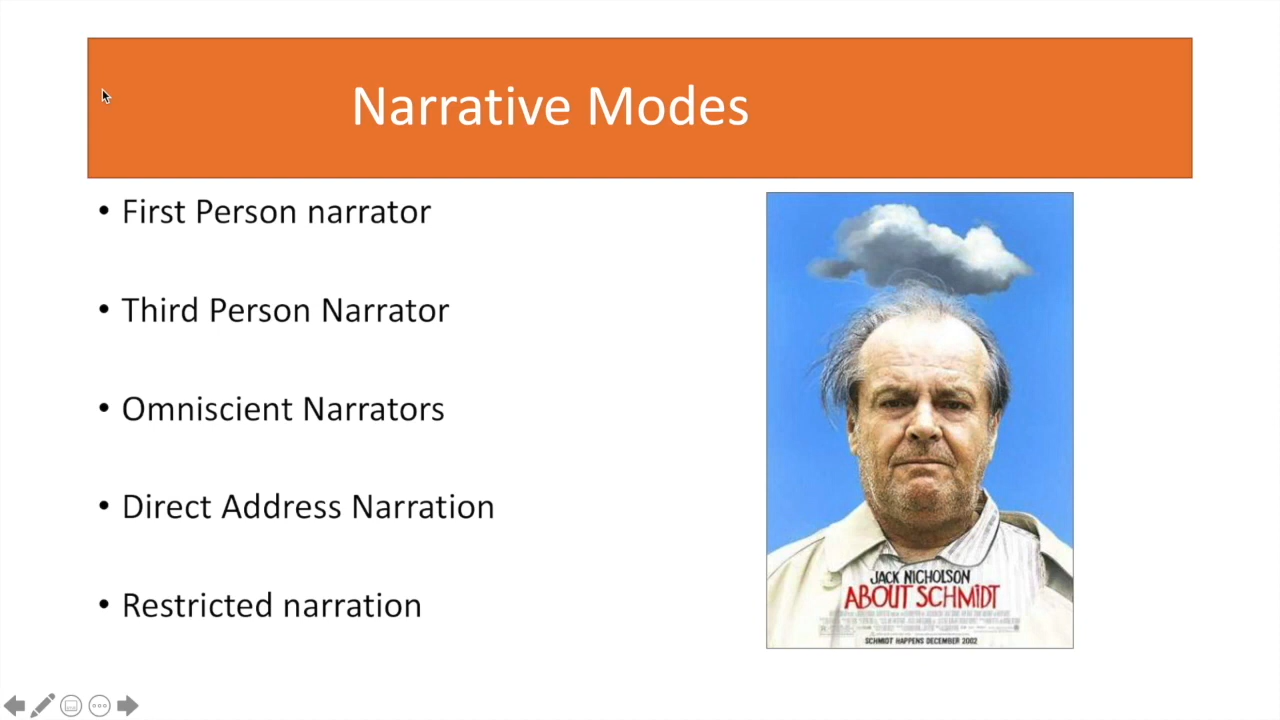 Narrative Modes
• First Person narrator
• Third Person Narrator
• Omniscient Narrators
• Direct Address Narration
• Restricted narration
JACK NICHOLSON
ABOUT SCHMIDT
SCHMIDT HAPPENS DECEMBER 2002